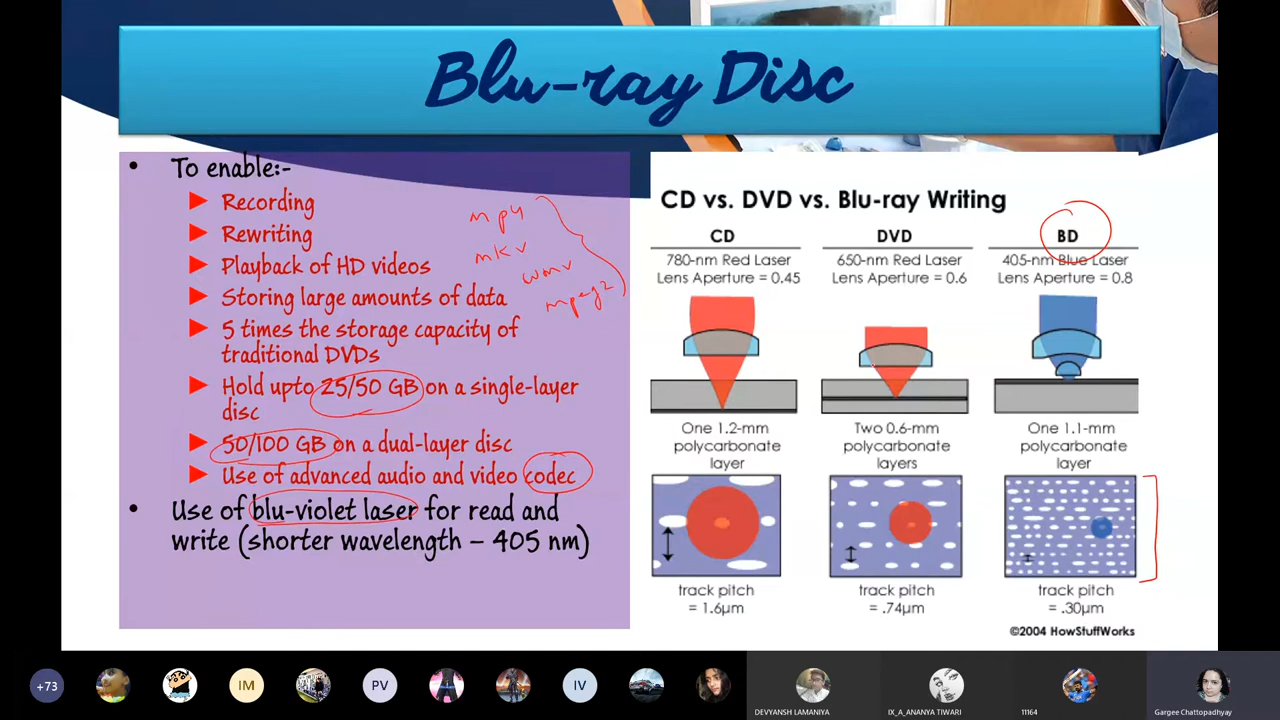 Blu-ray Disc
• To enable:-
Recording
Rewriting
Playback of HD videos
Storing large amounts of data
5 times the storage capacity of
traditional DVDs
Hold upto 25/50 GB on a single-layer
disc
50/100 GB on a dual-layer disc
Use of advanced audio and video codec
• Use of blu-violet laser for read and
write (shorter wavelength – 405 nm)
mp4
mkv
wmv
mpeg2
CD vs. DVD vs. Blu-ray Writing
CD DVD BD
780-nm Red Laser 650-nm Red Laser 405-nm Blue Laser
Lens Aperture = 0.45 Lens Aperture = 0.6 Lens Aperture = 0.8
One 1.2-mm Two 0.6-mm One 1.1-mm
polycarbonate polycarbonate polycarbonate
layer layers layer
track pitch track pitch track pitch
= 1.6µm = .74µm = .30µm
©2004 HowStuffWorks
+73 IM PV IV
DEVYANSH LAMANIYA IX_A_ANANYA TIWARI 11164 Gargee Chattopadhyay